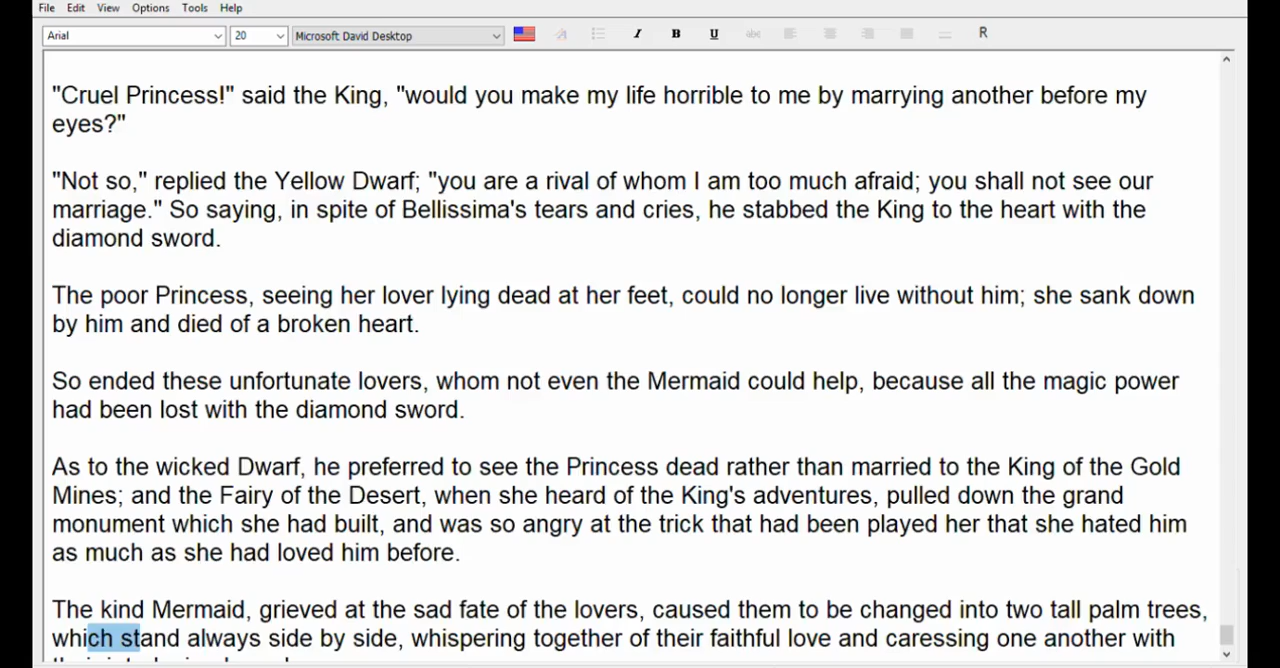 File Edit View Options Tools Help
Arial 20 Microsoft David Desktop I B U abc R
"Cruel Princess!" said the King, "would you make my life horrible to me by marrying another before my
eyes?"
"Not so," replied the Yellow Dwarf; "you are a rival of whom I am too much afraid; you shall not see our
marriage." So saying, in spite of Bellissima's tears and cries, he stabbed the King to the heart with the
diamond sword.
The poor Princess, seeing her lover lying dead at her feet, could no longer live without him; she sank down
by him and died of a broken heart.
So ended these unfortunate lovers, whom not even the Mermaid could help, because all the magic power
had been lost with the diamond sword.
As to the wicked Dwarf, he preferred to see the Princess dead rather than married to the King of the Gold
Mines; and the Fairy of the Desert, when she heard of the King's adventures, pulled down the grand
monument which she had built, and was so angry at the trick that had been played her that she hated him
as much as she had loved him before.
The kind Mermaid, grieved at the sad fate of the lovers, caused them to be changed into two tall palm trees,
which stand always side by side, whispering together of their faithful love and caressing one another with